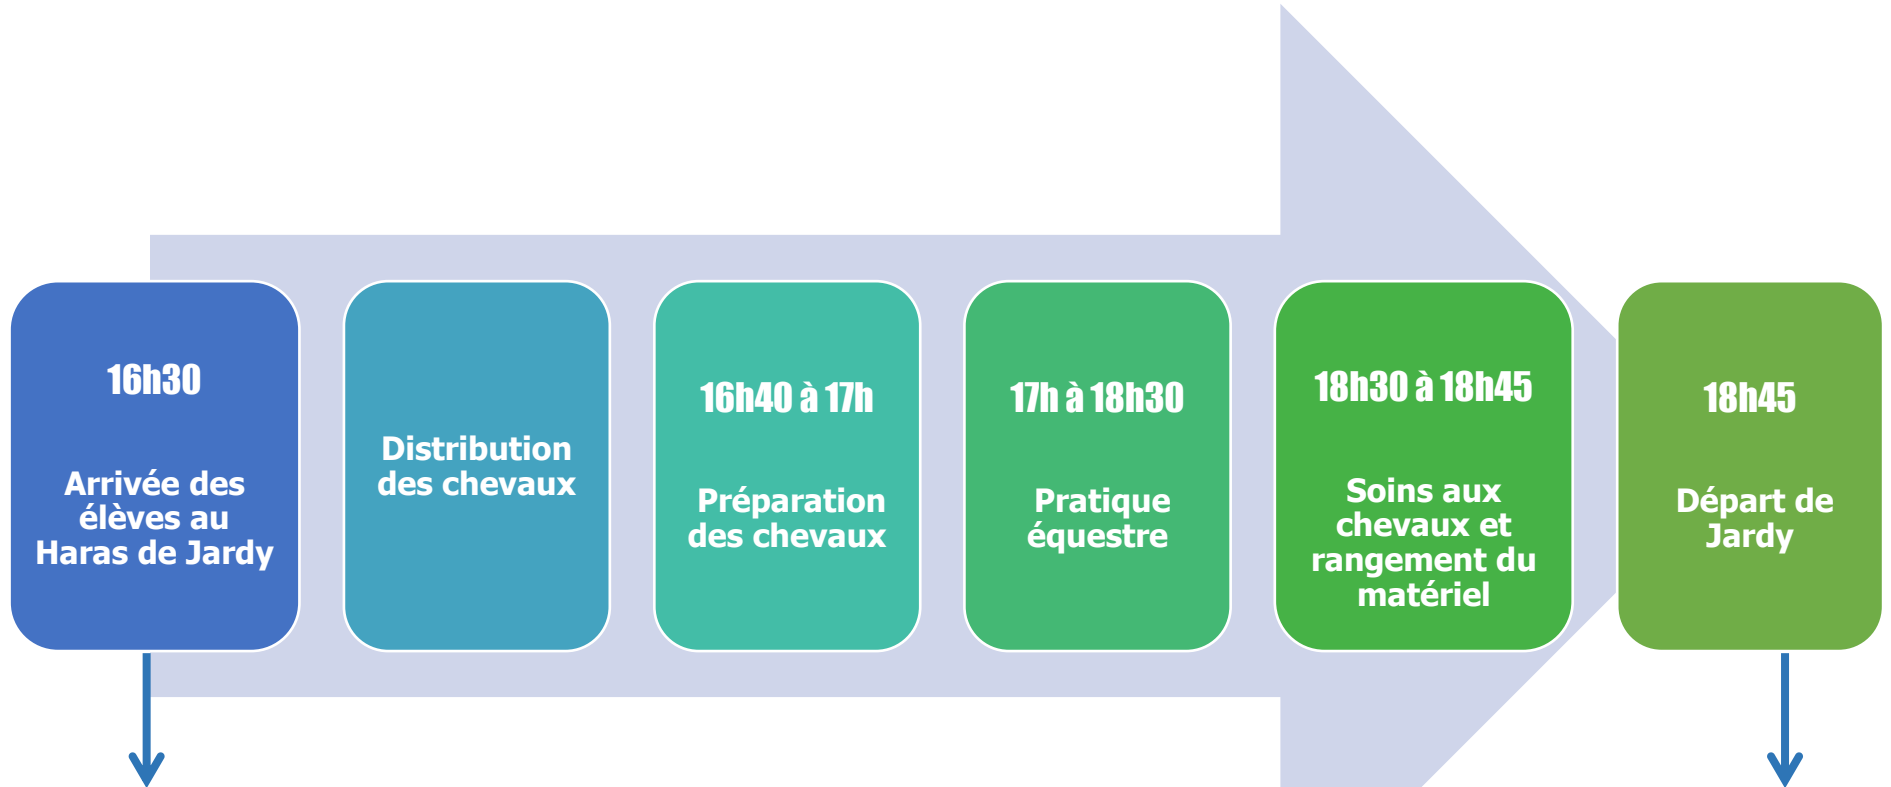 16h30
Arrivée des
élèves au
Haras de Jardy
Distribution
des chevaux
16h40 à 17h
Préparation
des chevaux
17h à 18h30
Pratique
équestre
18h30 à 18h45
Soins aux
chevaux et
rangement du
matériel
18h45
Départ de
Jardy